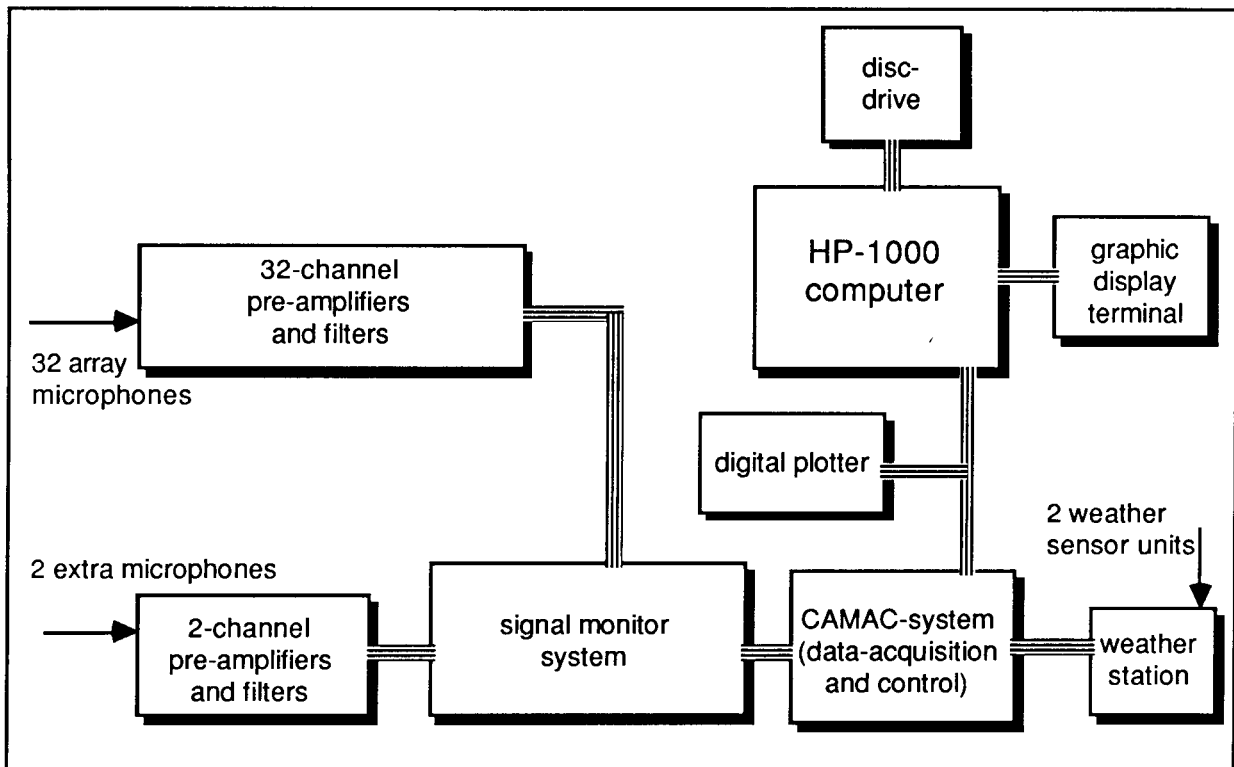 disc-
drive
HP-1000
computer
graphic
display
terminal
32-channel
pre-amplifiers
and filters
32 array
microphones
digital plotter
2 weather
sensor units
2 extra microphones
2-channel
pre-amplifiers
and filters
signal monitor
system
CAMAC-system
(data-acquisition
and control)
weather
station